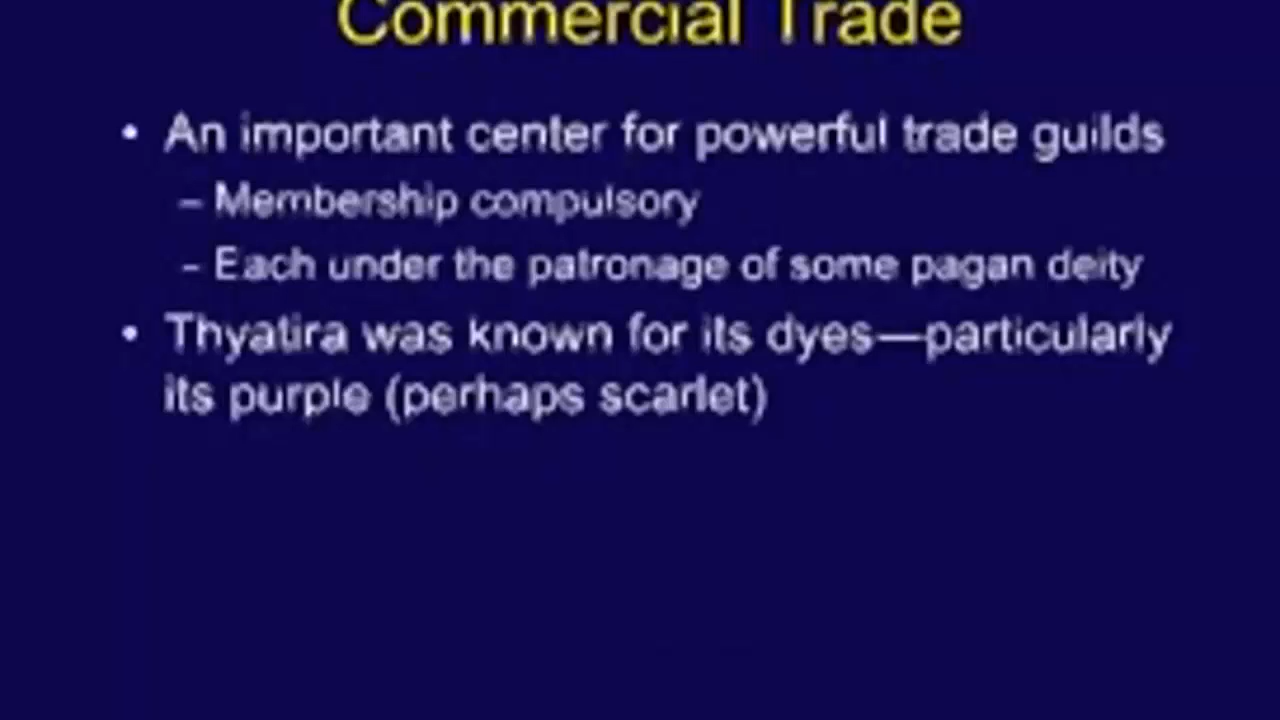 Commercial Trade
• An important center for powerful trade guilds
– Membership compulsory
– Each under the patronage of some pagan deity
• Thyatira was known for its dyes—particularly
its purple (perhaps scarlet)